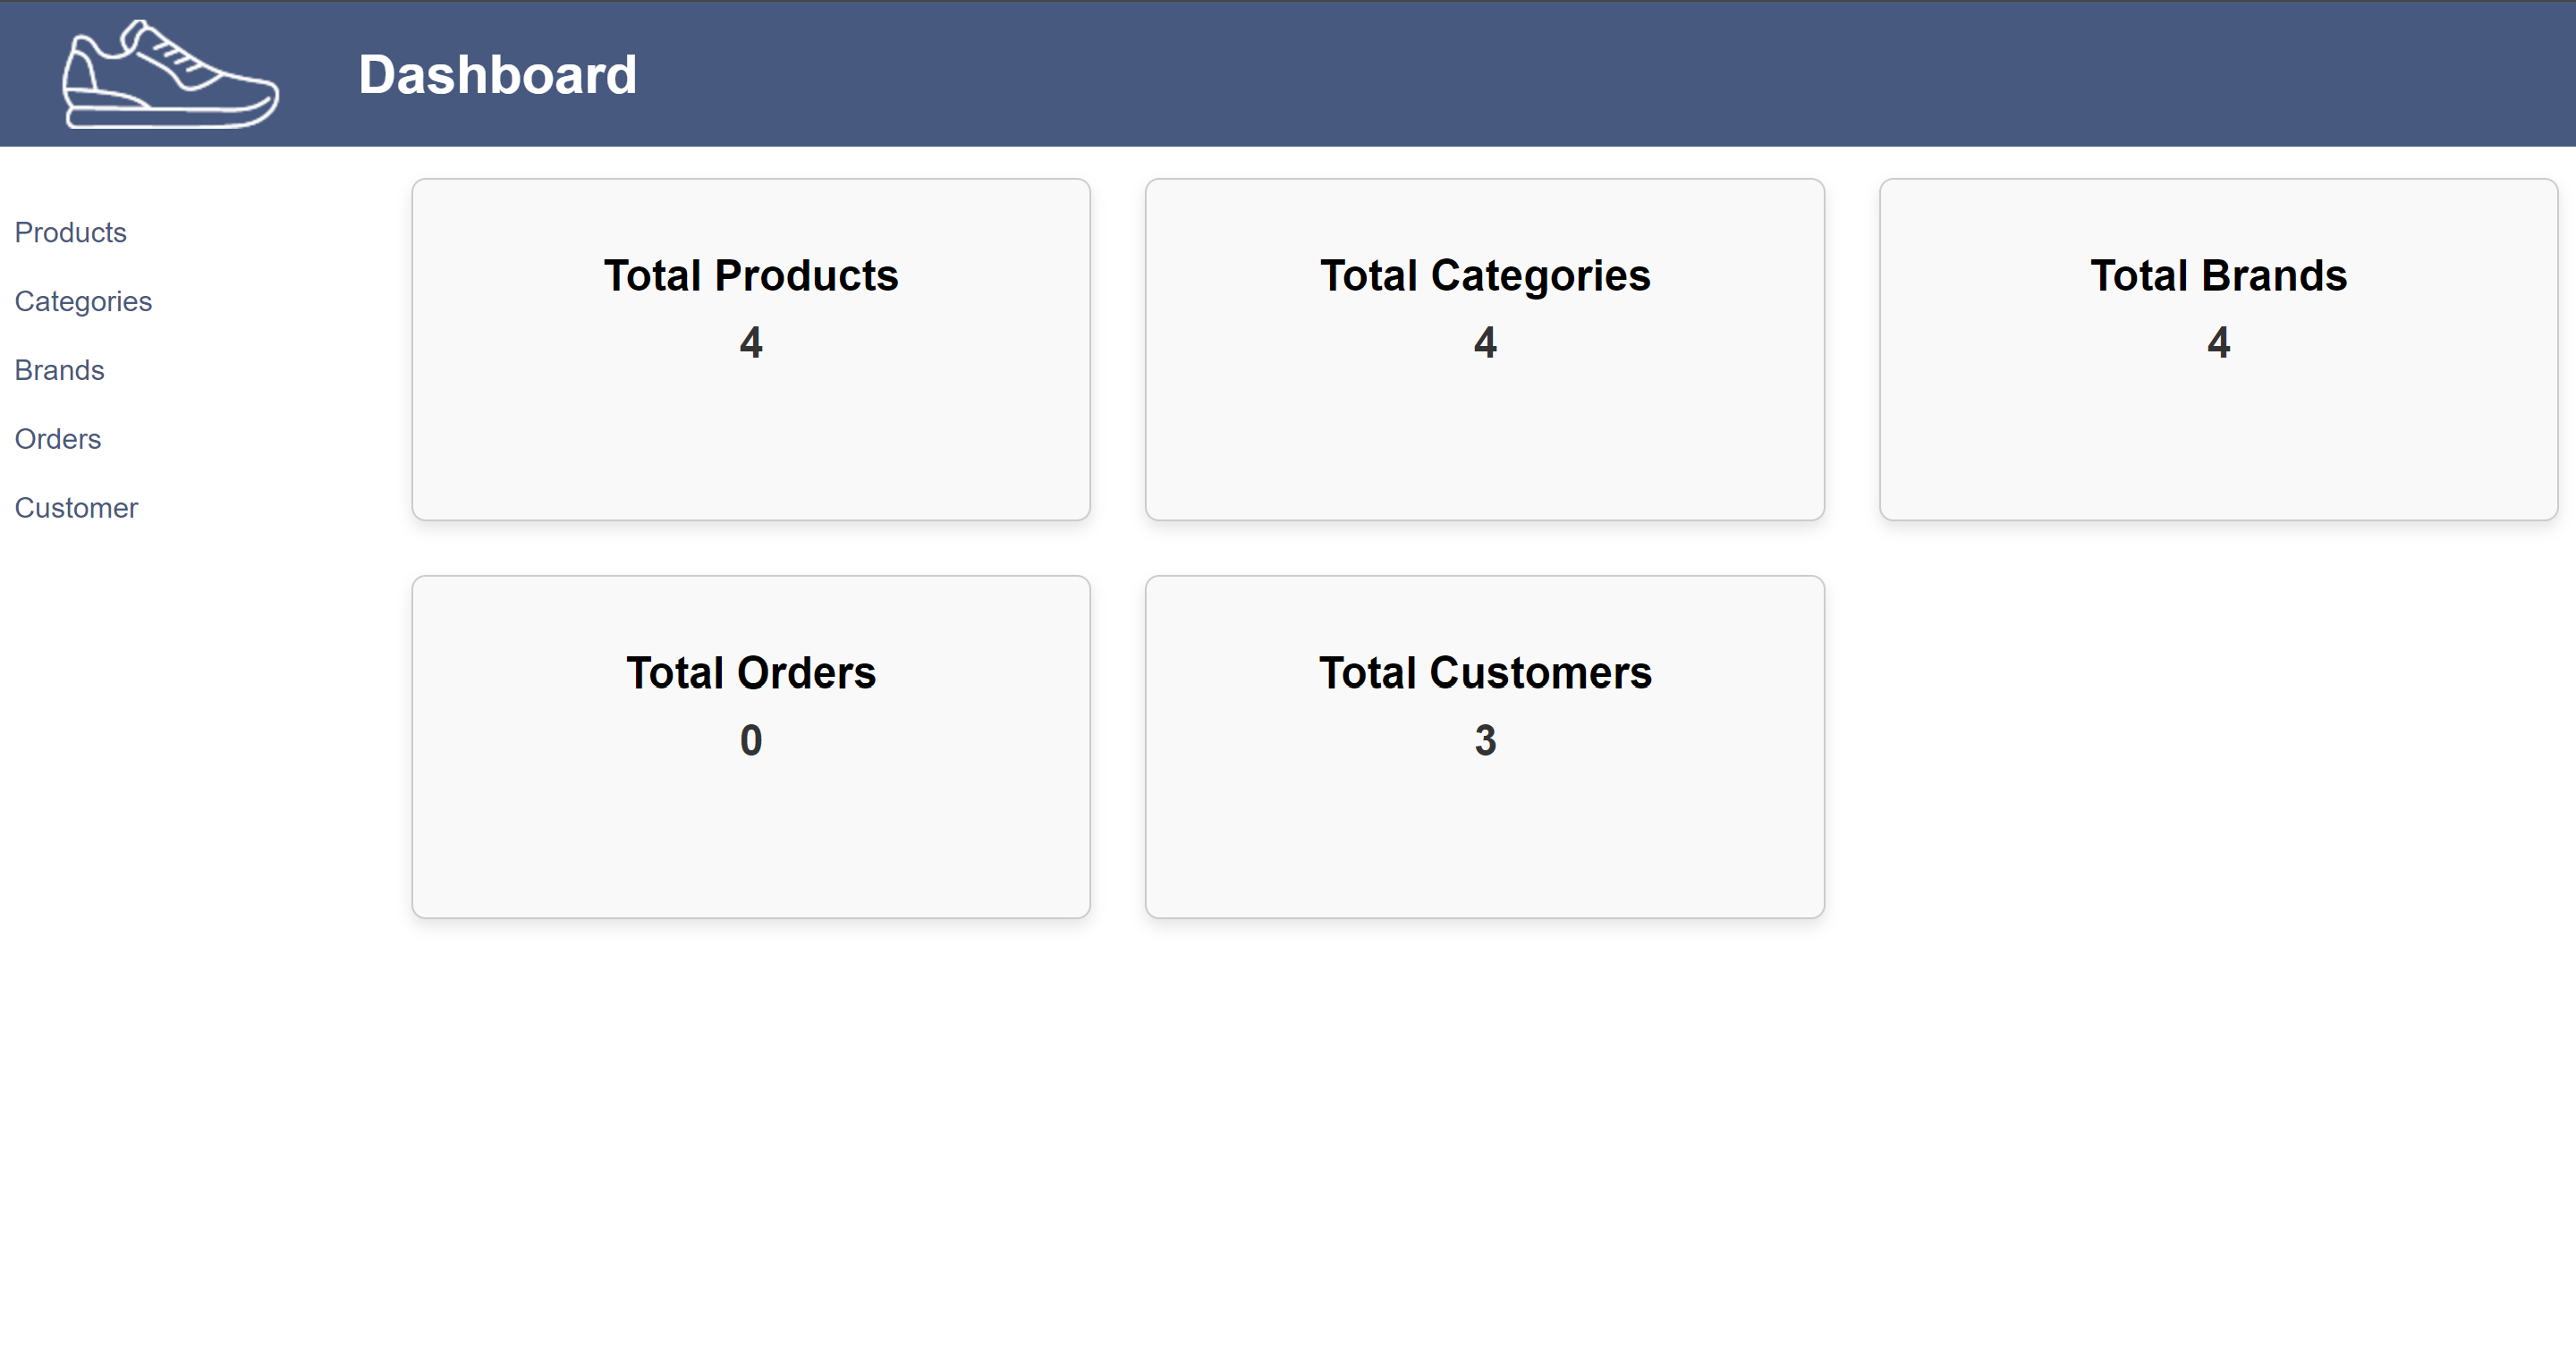 Dashboard
Products
Categories
Brands
Orders
Customer
Total Products
4
Total Categories
4
Total Brands
4
Total Orders
0
Total Customers
3